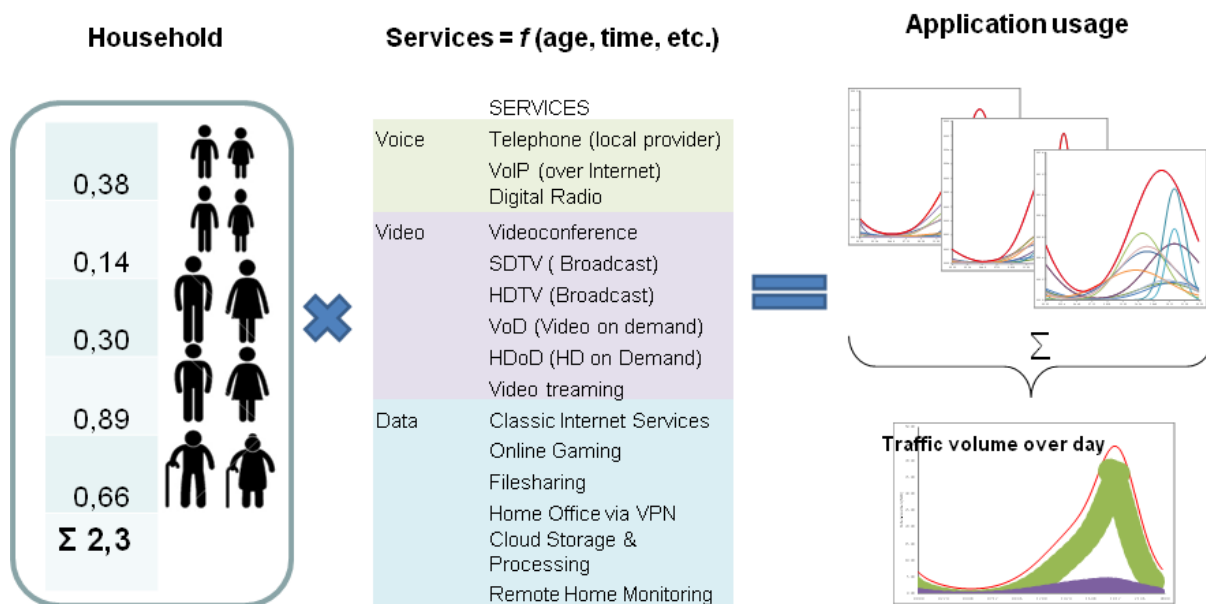 Household
0,38
0,14
0,30
0,89
0,66
Σ 2,3
Services = f (age, time, etc.)
SERVICES
Voice Telephone (local provider)
VoIP (over Internet)
Digital Radio
Video Videoconference
SDTV ( Broadcast)
HDTV (Broadcast)
VoD (Video on demand)
HDoD (HD on Demand)
Video treaming
Data Classic Internet Services
Online Gaming
Filesharing
Home Office via VPN
Cloud Storage &
Processing
Remote Home Monitoring
Application usage
Σ
Traffic volume over day